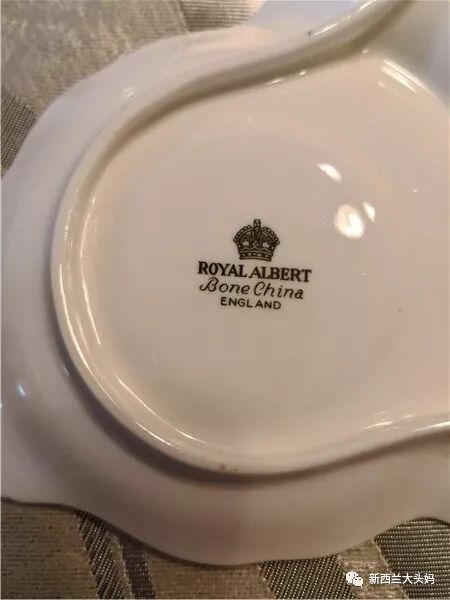 ROYAL ALBERT
Bone China
ENGLAND
新西兰大头妈